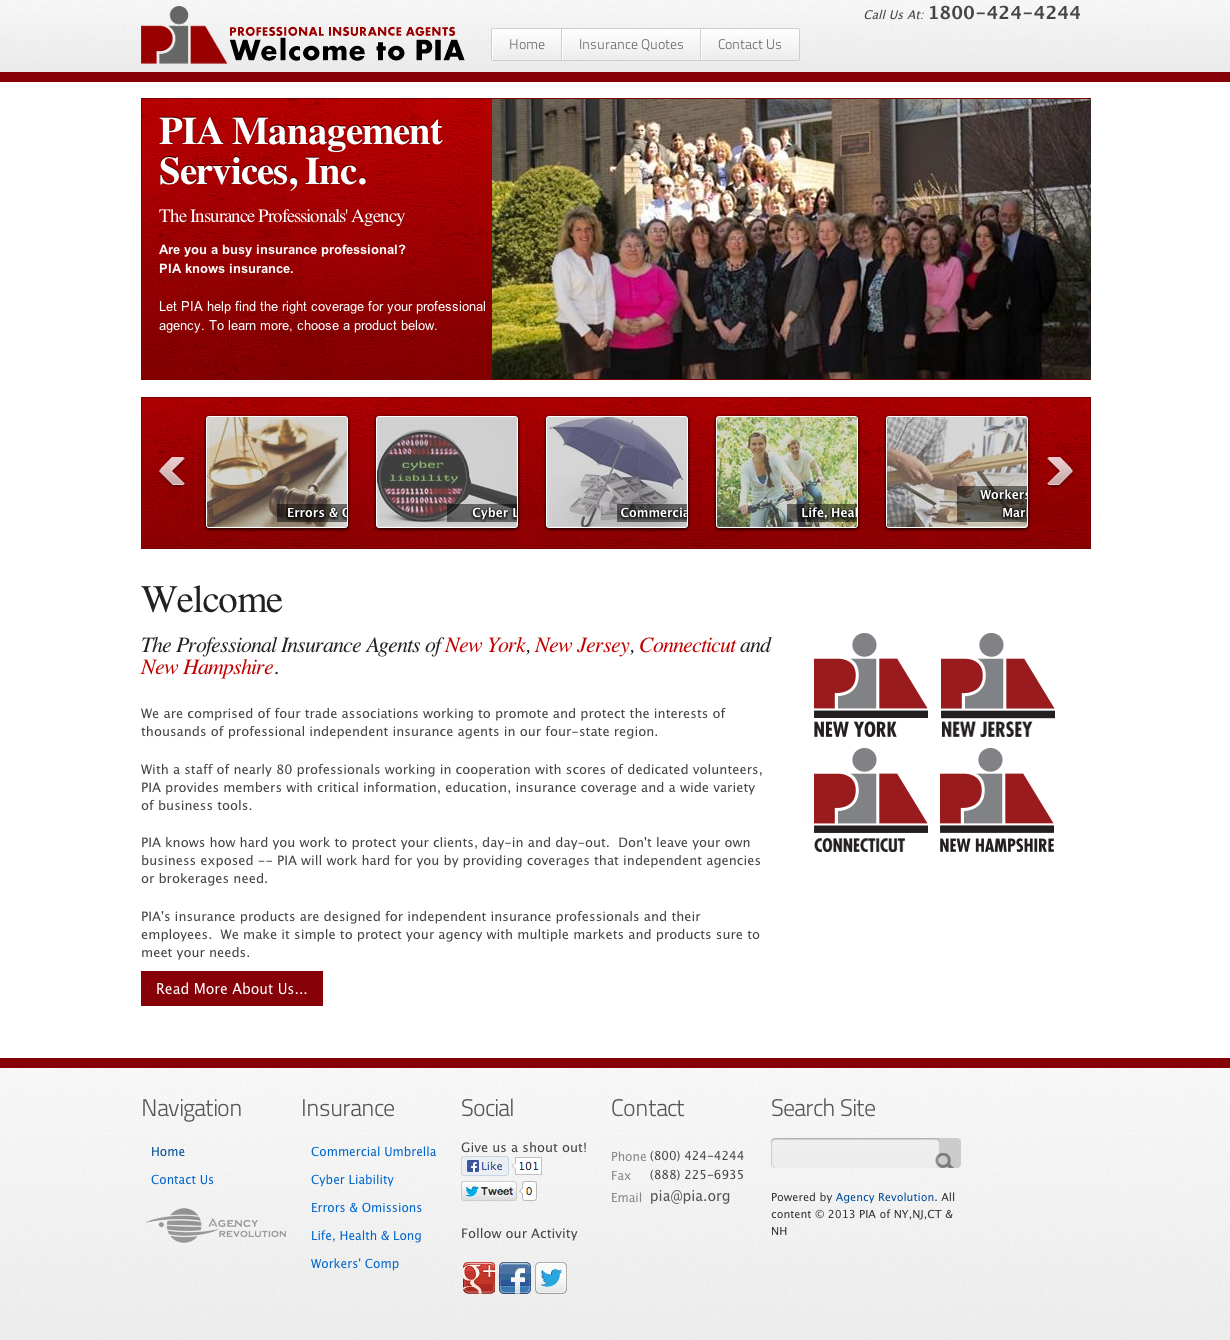 PROFESSIONAL INSURANCE AGENTS
Welcome to PIA
Call Us At: 1800-424-4244
Home
Insurance Quotes
Contact Us
PIA Management
Services, Inc.
The Insurance Professionals' Agency
Are you a busy insurance professional?
PIA knows insurance.
Let PIA help find the right coverage for your professional
agency. To learn more, choose a product below.
cyber
liability
Errors &
Cyber
Commercia
Life, Heal
Workers
Mar
Welcome
The Professional Insurance Agents of New York, New Jersey, Connecticut and
New Hampshire.
We are comprised of four trade associations working to promote and protect the interests of
thousands of professional independent insurance agents in our four-state region.
With a staff of nearly 80 professionals working in cooperation with scores of dedicated volunteers,
PIA provides members with critical information, education, insurance coverage and a wide variety
of business tools.
PIA knows how hard you work to protect your clients, day-in and day-out.  Don't leave your own
business exposed -- PIA will work hard for you by providing coverages that independent agencies
or brokerages need.
PIA's insurance products are designed for independent insurance professionals and their
employees.  We make it simple to protect your agency with multiple markets and products sure to
meet your needs.
Read More About Us...
PIA
NEW YORK
PIA
NEW JERSEY
PIA
CONNECTICUT
PIA
NEW HAMPSHIRE
Navigation
Home
Contact Us
AGENCY
REVOLUTION
Insurance
Commercial Umbrella
Cyber Liability
Errors & Omissions
Life, Health & Long
Workers' Comp
Social
Give us a shout out!
Like 101
Tweet 0
Follow our Activity
Contact
Phone (800) 424-4244
Fax (888) 225-6935
Email pia@pia.org
Search Site
Powered by Agency Revolution. All
content © 2013 PIA of NY,NJ,CT &
NH